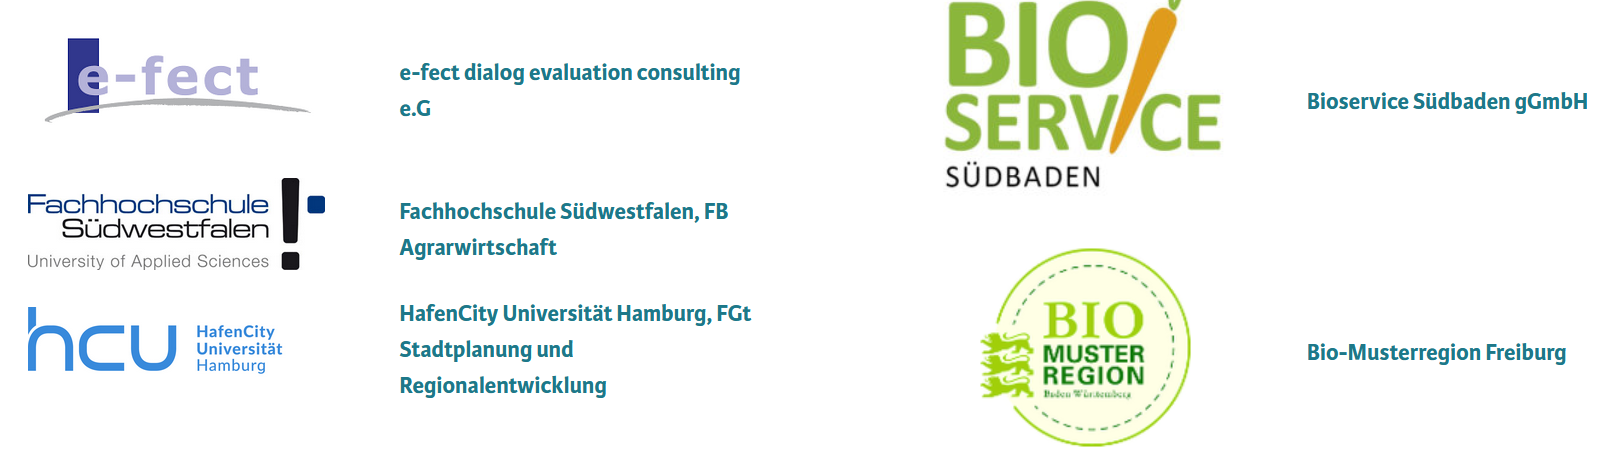 e-fect
e-fect dialog evaluation consulting
e.G
Fachhochschule
Südwestfalen
University of Applied Sciences
Fachhochschule Südwestfalen, FB
Agrarwirtschaft
hcu
HafenCity
Universität
Hamburg
HafenCity Universität Hamburg, FGt
Stadtplanung und
Regionalentwicklung
BIO
SERVICE
SÜDBADEN
Bioservice Südbaden gGmbH
BIO
MUSTER
REGION
Baden Württemberg
Bio-Musterregion Freiburg